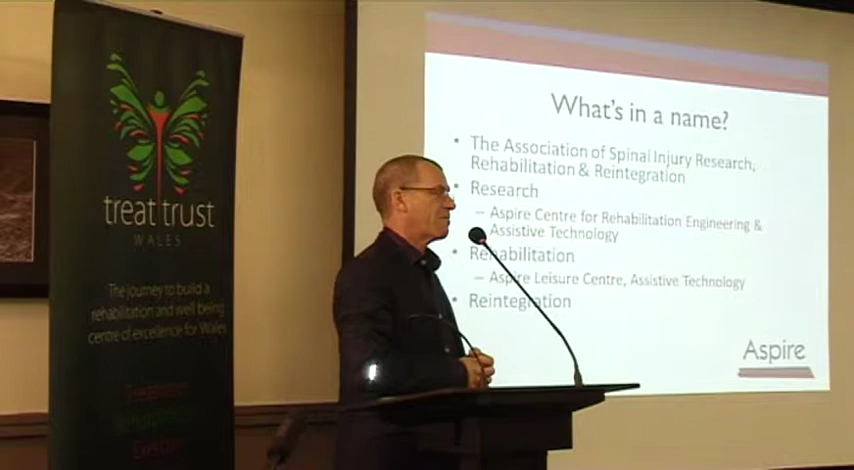 treat trust
WALES
The journey to build a
rehabilitation and well being
centre of excellence for Wales
What's in a name?
• The Association of Spinal Injury Research,
Rehabilitation & Reintegration
• Research
– Aspire Centre for Rehabilitation Engineering &
Assistive Technology
• Rehabilitation
– Aspire Leisure Centre, Assistive Technology
• Reintegration
Aspire